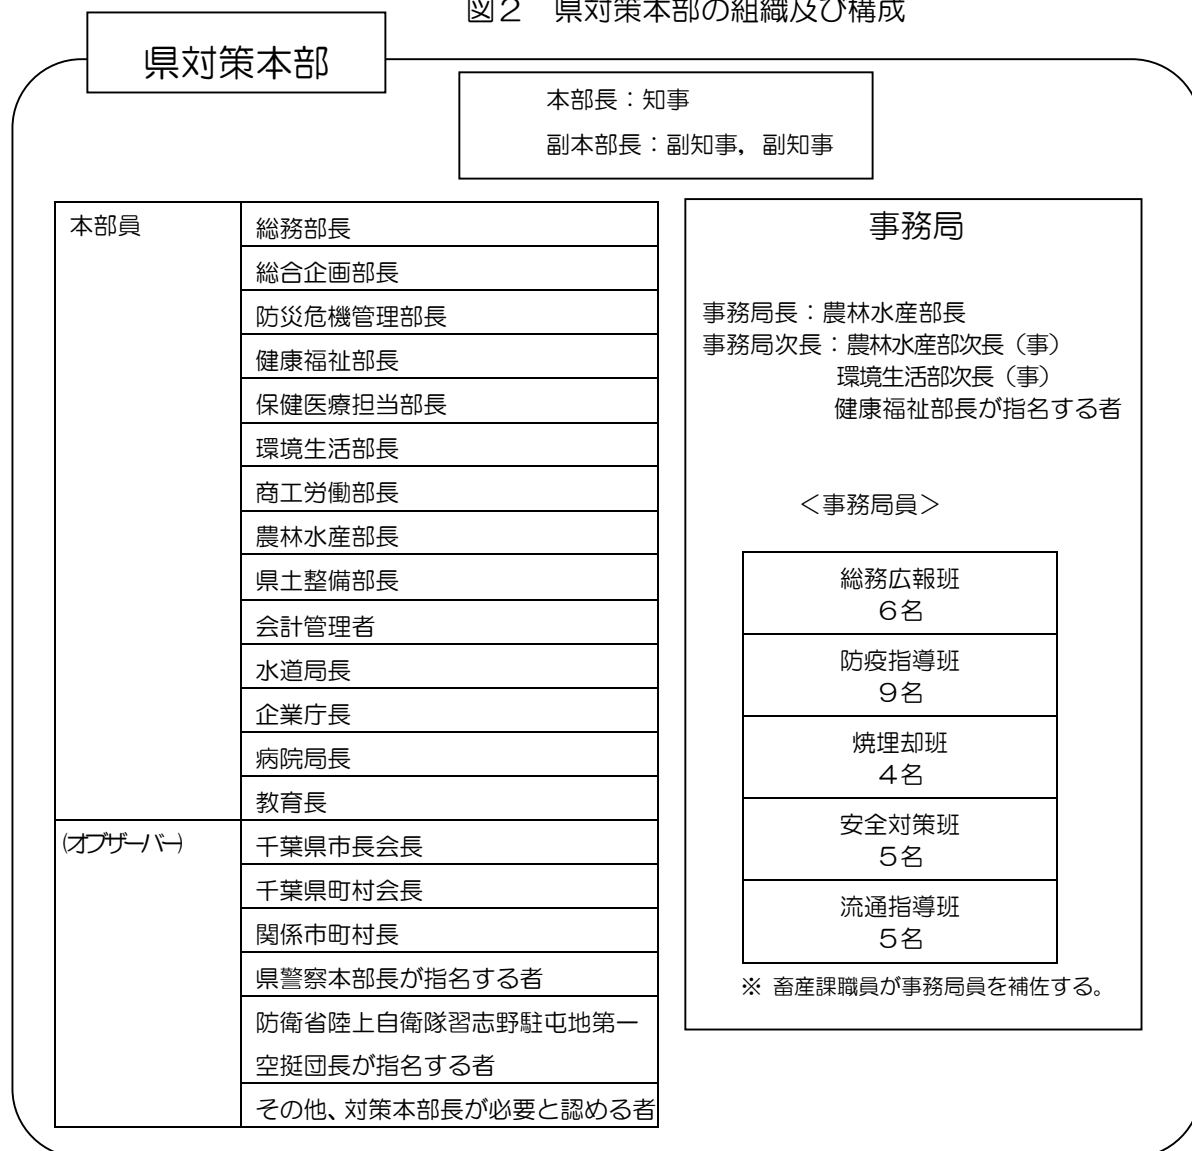 図２　県対策本部の組織及び構成
県対策本部
本部長：知事
副本部長：副知事，副知事
本部員
総務部長
総合企画部長
防災危機管理部長
健康福祉部長
保健医療担当部長
環境生活部長
商工労働部長
農林水産部長
県土整備部長
会計管理者
水道局長
企業庁長
病院局長
教育長
(オブザーバー)
千葉県市長会長
千葉県町村会長
関係市町村長
県警察本部長が指名する者
防衛省陸上自衛隊習志野駐屯地第一
空挺団長が指名する者
その他、対策本部長が必要と認める者
事務局
事務局長：農林水産部長
事務局次長：農林水産部次長（事）
環境生活部次長（事）
健康福祉部長が指名する者
＜事務局員＞
総務広報班
６名
防疫指導班
９名
焼埋却班
４名
安全対策班
５名
流通指導班
５名
※ 畜産課職員が事務局員を補佐する。